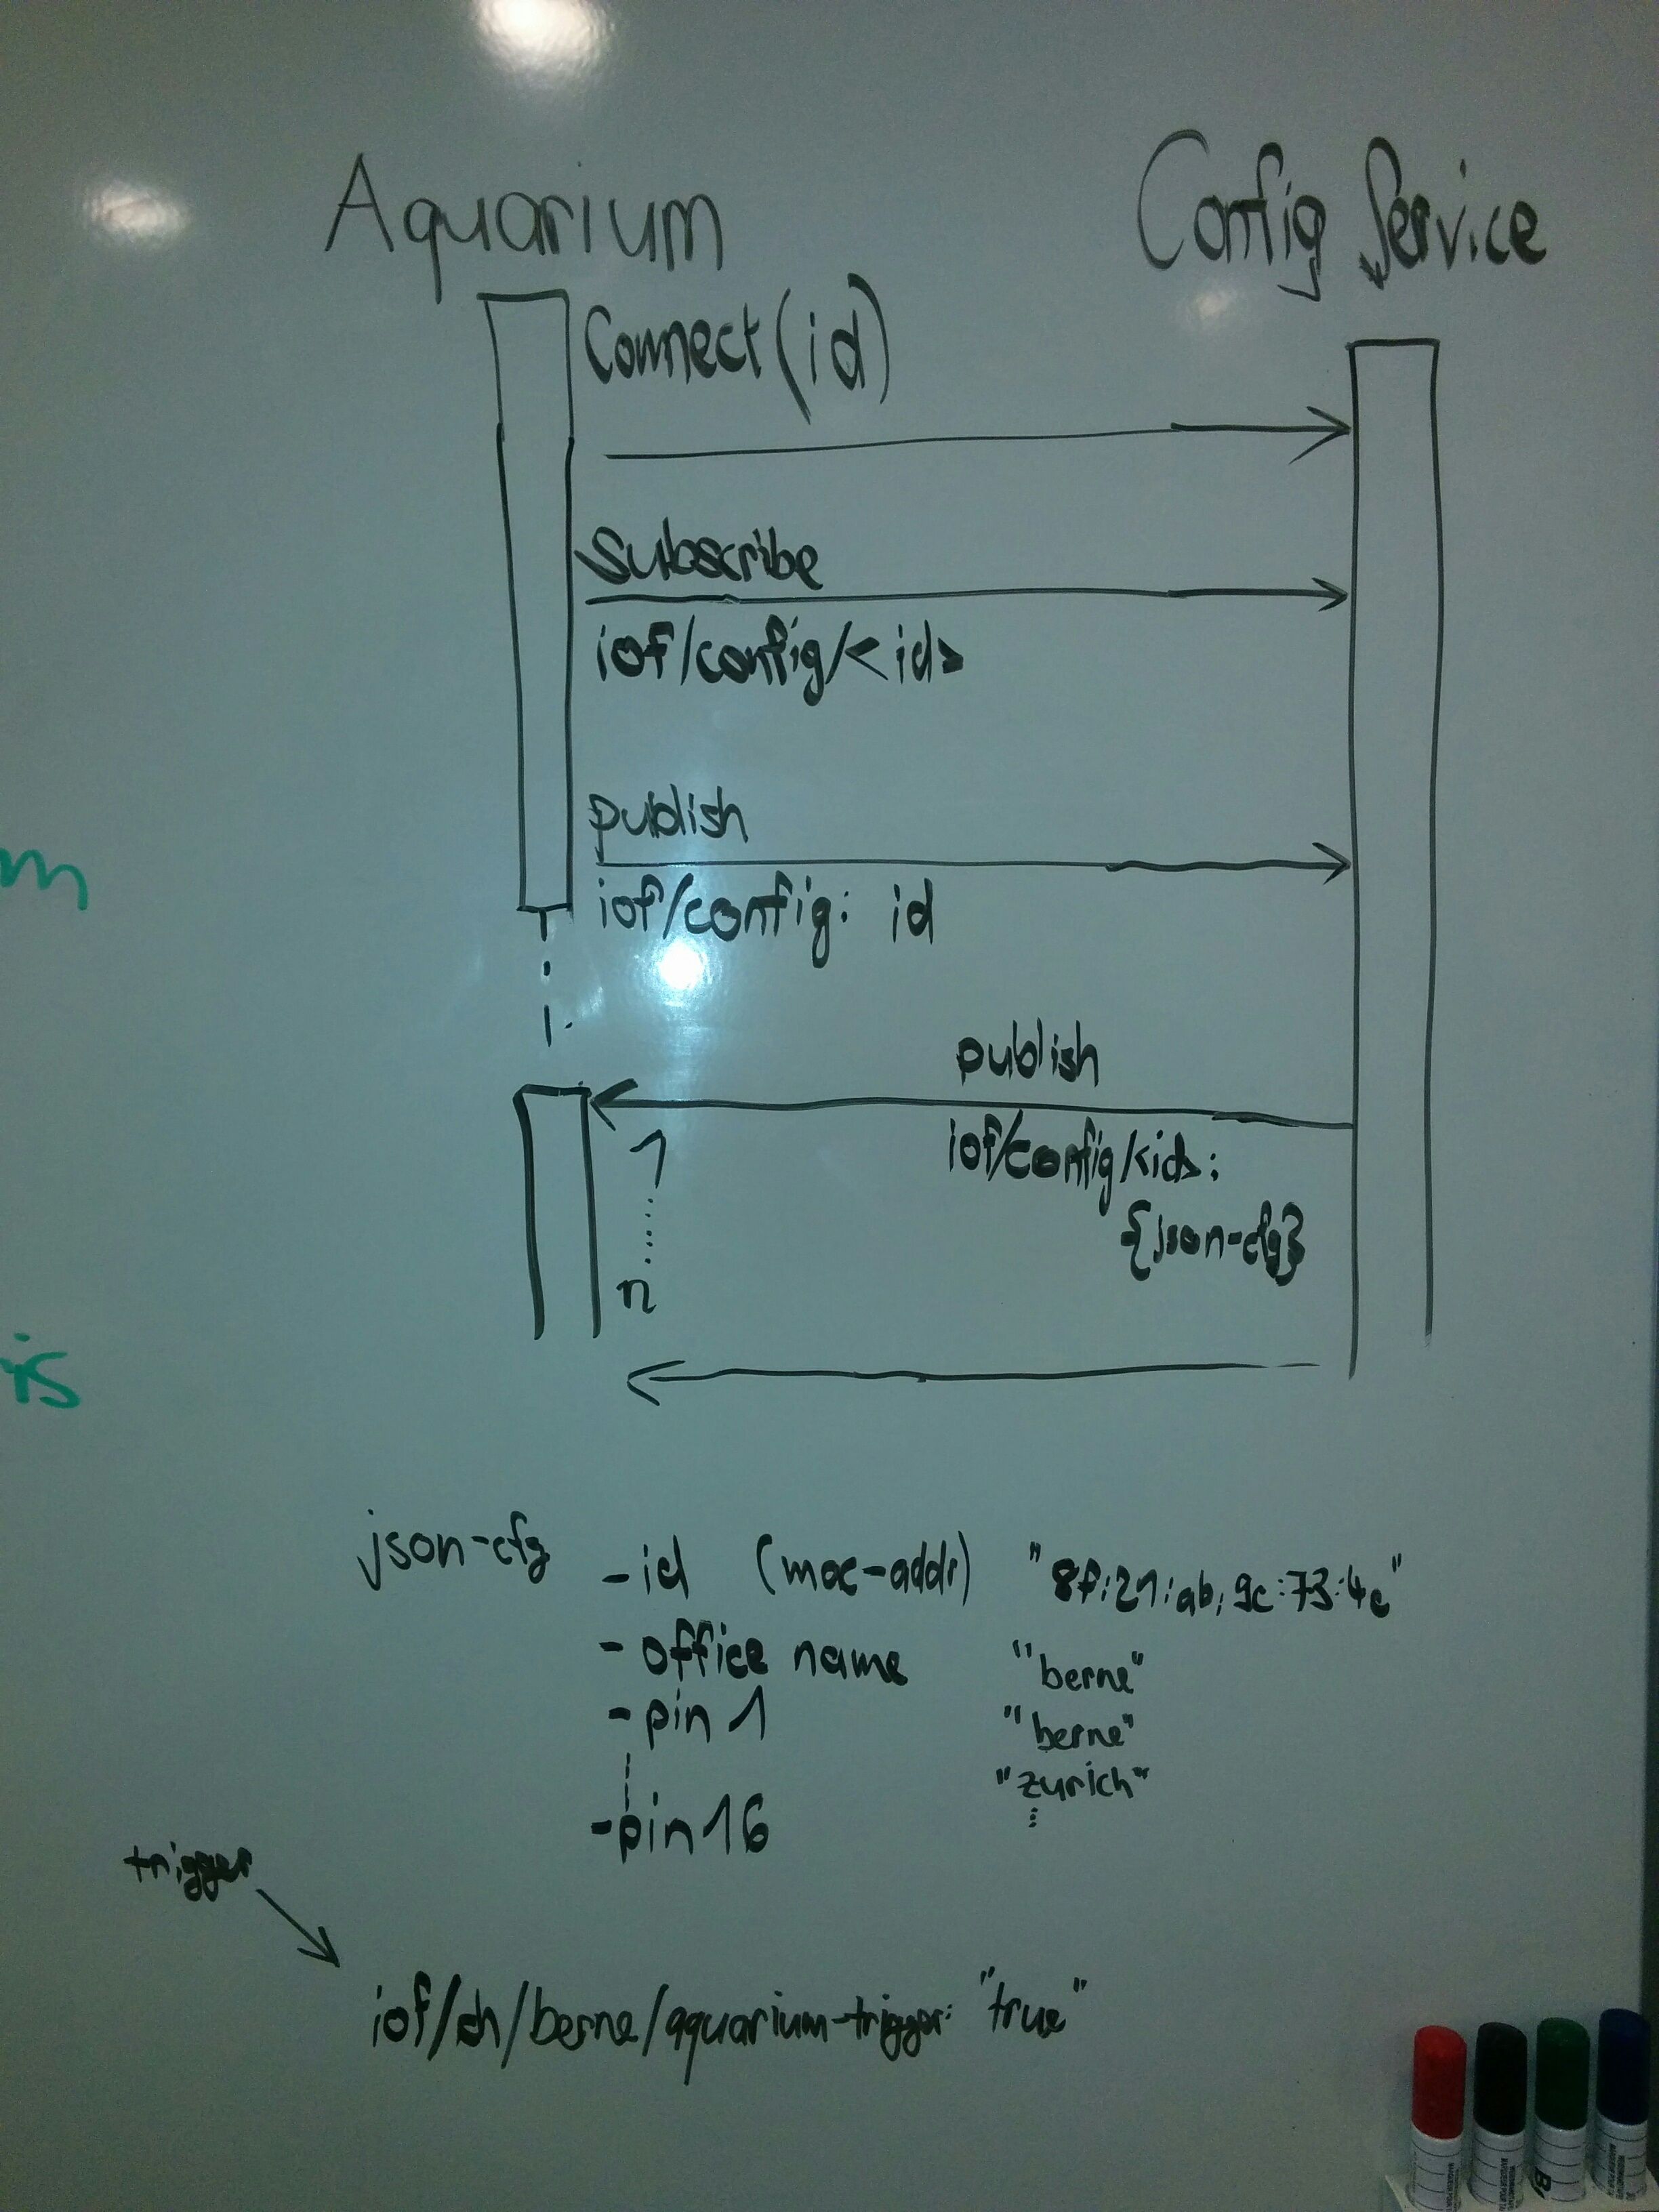 Aquarium
Config Service
Connect (id)
Subscribe
iof/config/<id>
publish
iof/config: id
publish
iof/config/<id>:
{json-cfg}
1
n
m
is
json-cfg
- id (mac-addr) "8f:21:ab:9c:73:4e"
- office name "berne"
- pin 1 "berne"
"zurich"
- pin 16
trigger
iof/ch/berne/aquarium-trigger: "true"